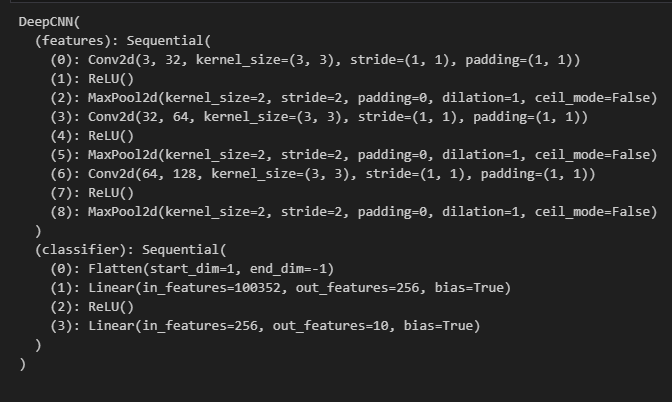 DeepCNN(
  (features): Sequential(
    (0): Conv2d(3, 32, kernel_size=(3, 3), stride=(1, 1), padding=(1, 1))
    (1): ReLU()
    (2): MaxPool2d(kernel_size=2, stride=2, padding=0, dilation=1, ceil_mode=False)
    (3): Conv2d(32, 64, kernel_size=(3, 3), stride=(1, 1), padding=(1, 1))
    (4): ReLU()
    (5): MaxPool2d(kernel_size=2, stride=2, padding=0, dilation=1, ceil_mode=False)
    (6): Conv2d(64, 128, kernel_size=(3, 3), stride=(1, 1), padding=(1, 1))
    (7): ReLU()
    (8): MaxPool2d(kernel_size=2, stride=2, padding=0, dilation=1, ceil_mode=False)
  )
  (classifier): Sequential(
    (0): Flatten(start_dim=1, end_dim=-1)
    (1): Linear(in_features=100352, out_features=256, bias=True)
    (2): ReLU()
    (3): Linear(in_features=256, out_features=10, bias=True)
  )
)